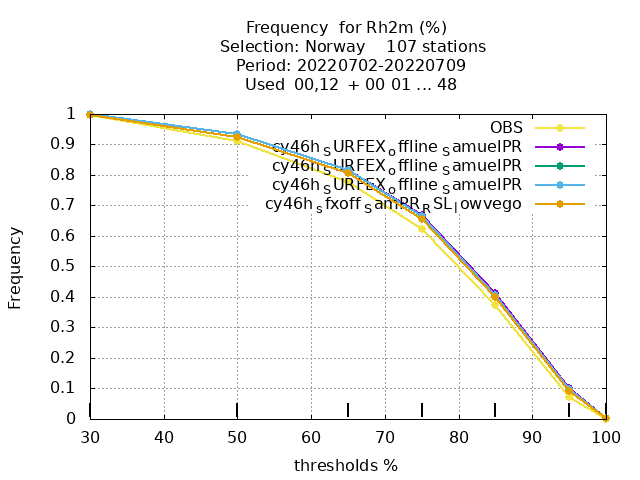 Frequency for Rh2m (%)
Selection: Norway 107 stations
Period: 20220702-20220709
Used 00,12 + 00 01 ... 48
OBS
cy46h_SURFEX_offline_SamuelPR
cy46h_SURFEX_offline_SamuelPR
cy46h_SURFEX_offline_SamuelPR
cy46h_sfxoff_SamPR_RSL_lowvego
1
0.9
0.8
0.7
0.6
0.5
0.4
0.3
0.2
0.1
0
Frequency
30 40 50 60 70 80 90 100
thresholds %